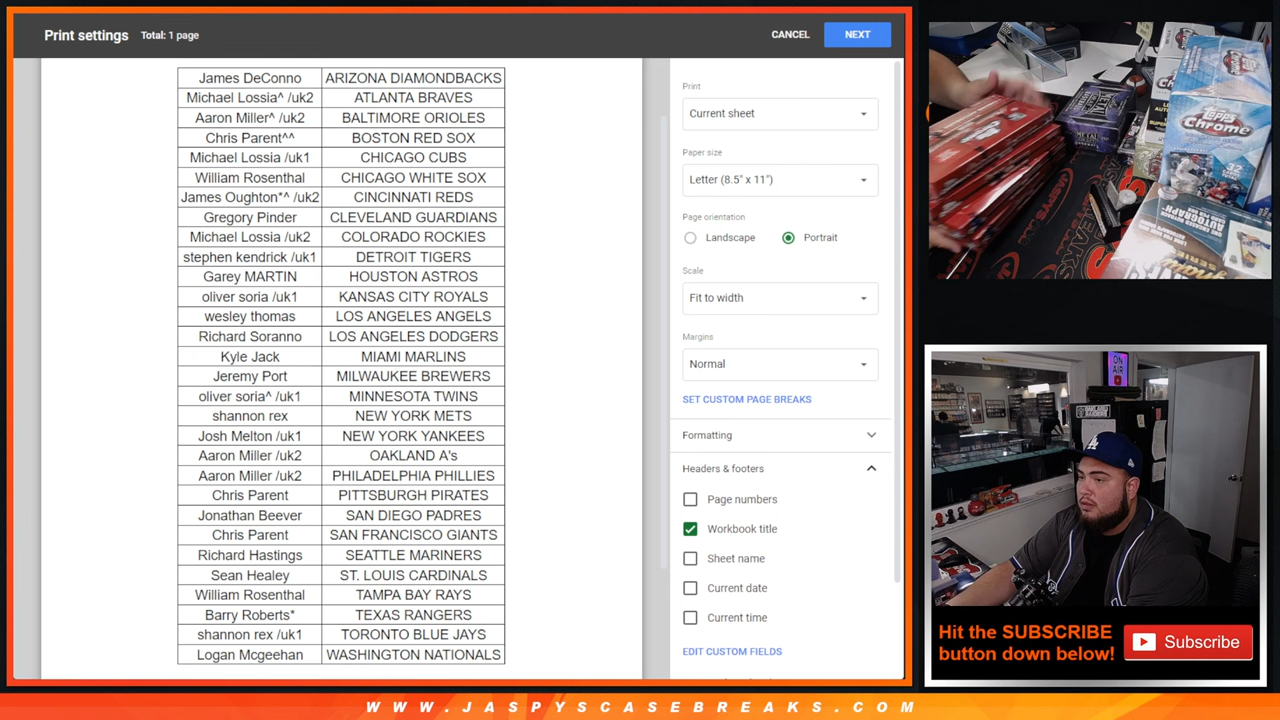 Print settings Total: 1 page CANCEL NEXT
James DeConno ARIZONA DIAMONDBACKS
Michael Lossia^ /uk2 ATLANTA BRAVES
Aaron Miller^ /uk2 BALTIMORE ORIOLES
Chris Parent^^ BOSTON RED SOX
Michael Lossia /uk1 CHICAGO CUBS
William Rosenthal CHICAGO WHITE SOX
James Oughton*^ /uk2 CINCINNATI REDS
Gregory Pinder CLEVELAND GUARDIANS
Michael Lossia /uk2 COLORADO ROCKIES
stephen kendrick /uk1 DETROIT TIGERS
Garey MARTIN HOUSTON ASTROS
oliver soria /uk1 KANSAS CITY ROYALS
wesley thomas LOS ANGELES ANGELS
Richard Soranno LOS ANGELES DODGERS
Kyle Jack MIAMI MARLINS
Jeremy Port MILWAUKEE BREWERS
oliver soria^ /uk1 MINNESOTA TWINS
shannon rex NEW YORK METS
Josh Melton /uk1 NEW YORK YANKEES
Aaron Miller /uk2 OAKLAND A's
Aaron Miller /uk2 PHILADELPHIA PHILLIES
Chris Parent PITTSBURGH PIRATES
Jonathan Beever SAN DIEGO PADRES
Chris Parent SAN FRANCISCO GIANTS
Richard Hastings SEATTLE MARINERS
Sean Healey ST. LOUIS CARDINALS
William Rosenthal TAMPA BAY RAYS
Barry Roberts* TEXAS RANGERS
shannon rex /uk1 TORONTO BLUE JAYS
Logan Mcgeehan WASHINGTON NATIONALS
Print
Current sheet
Paper size
Letter (8.5" x 11")
Page orientation
Landscape Portrait
Scale
Fit to width
Margins
Normal
SET CUSTOM PAGE BREAKS
Formatting
Headers & footers
Page numbers
Workbook title
Sheet name
Current date
Current time
EDIT CUSTOM FIELDS
Topps
Chrome
METAL
32
AUTOGRAPH
JASPY'S
BREAKS
ON
AIR
OAKLAND
RAIDERS
LA
Hit the SUBSCRIBE
button down below!
Subscribe
WWW.JASPYSCASEBREAKS.COM